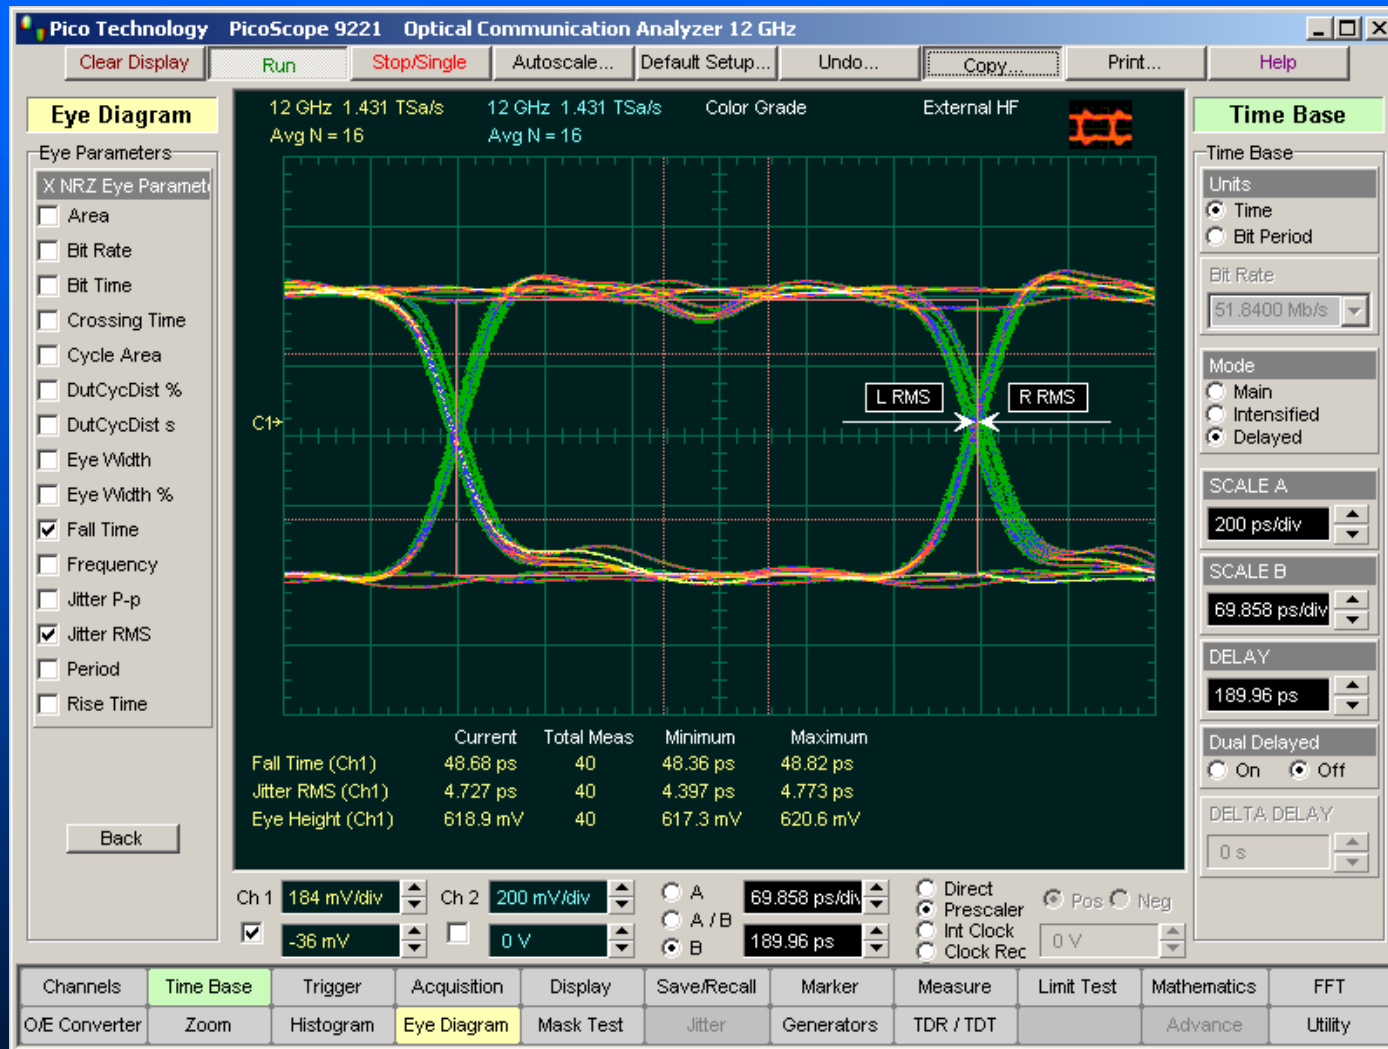 Pico Technology PicoScope 9221 Optical Communication Analyzer 12 GHz
Clear Display Run Stop/Single Autoscale... Default Setup... Undo... Copy... Print... Help
Eye Diagram
Eye Parameters
X NRZ Eye Paramet
Area
Bit Rate
Bit Time
Crossing Time
Cycle Area
DutCycDist %
DutCycDist s
Eye Width
Eye Width %
Fall Time
Frequency
Jitter P-p
Jitter RMS
Period
Rise Time
Back
12 GHz 1.431 TSa/s 12 GHz 1.431 TSa/s Color Grade External HF
Avg N = 16 Avg N = 16
C1
L RMS R RMS
Current Total Meas Minimum Maximum
Fall Time (Ch1) 48.68 ps 40 48.36 ps 48.82 ps
Jitter RMS (Ch1) 4.727 ps 40 4.397 ps 4.773 ps
Eye Height (Ch1) 618.9 mV 40 617.3 mV 620.6 mV
Time Base
Time Base
Units
Time
Bit Period
Bit Rate
51.8400 Mb/s
Mode
Main
Intensified
Delayed
SCALE A
200 ps/div
SCALE B
69.858 ps/div
DELAY
189.96 ps
Dual Delayed
On Off
DELTA DELAY
0 s
Ch 1 184 mV/div Ch 2 200 mV/div A 69.858 ps/div Direct
A / B Prescaler Pos Neg
-36 mV 0 V B 189.96 ps Int Clock 0 V
Clock Rec
Channels Time Base Trigger Acquisition Display Save/Recall Marker Measure Limit Test Mathematics FFT
O/E Converter Zoom Histogram Eye Diagram Mask Test Jitter Generators TDR / TDT Advance Utility